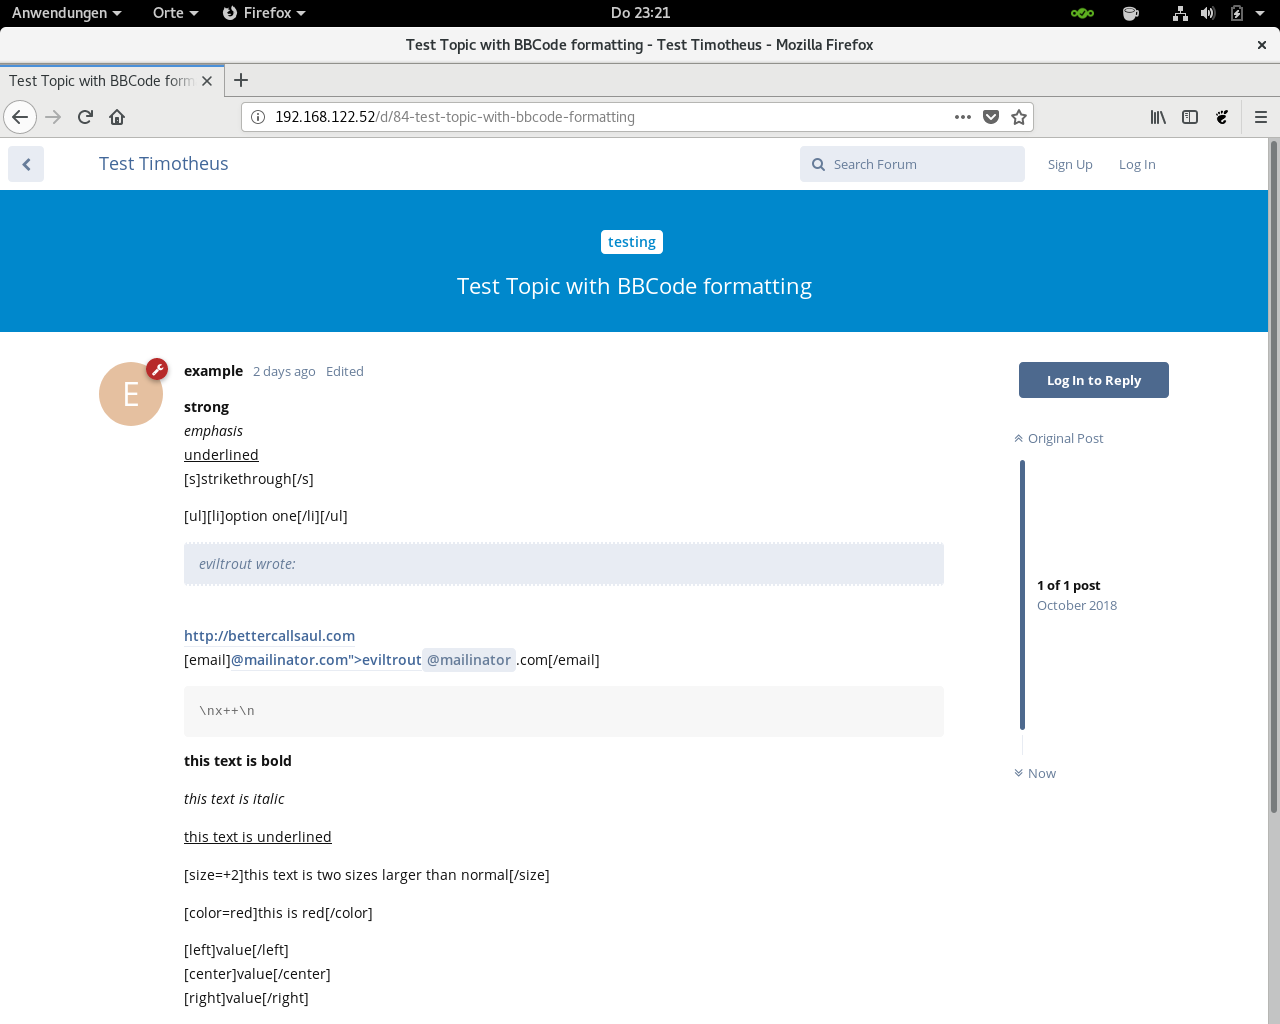 Anwendungen Orte Firefox Do 23:21
Test Topic with BBCode formatting - Test Timotheus - Mozilla Firefox
Test Topic with BBCode form
192.168.122.52/d/84-test-topic-with-bbcode-formatting
Test Timotheus Search Forum Sign Up Log In
testing
Test Topic with BBCode formatting
E
example 2 days ago Edited
Log In to Reply
strong
emphasis
Original Post
underlined
[s]strikethrough[/s]
[ul][li]option one[/li][/ul]
eviltrout wrote:
1 of 1 post
October 2018
http://bettercallsaul.com
[email]@mailinator.com">eviltrout @mailinator .com[/email]
\nx++\n
this text is bold
Now
this text is italic
this text is underlined
[size=+2]this text is two sizes larger than normal[/size]
[color=red]this is red[/color]
[left]value[/left]
[center]value[/center]
[right]value[/right]